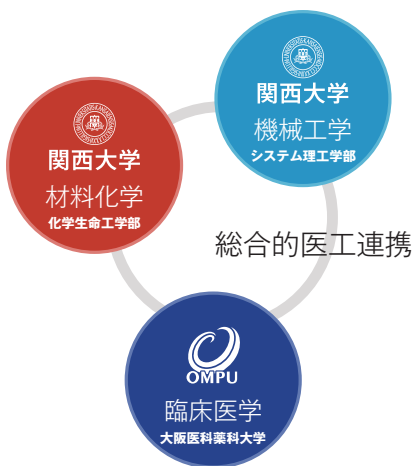 関西大学
機械工学
システム理工学部
関西大学
材料化学
化学生命工学部
総合的医工連携
OMPU
臨床医学
大阪医科薬科大学